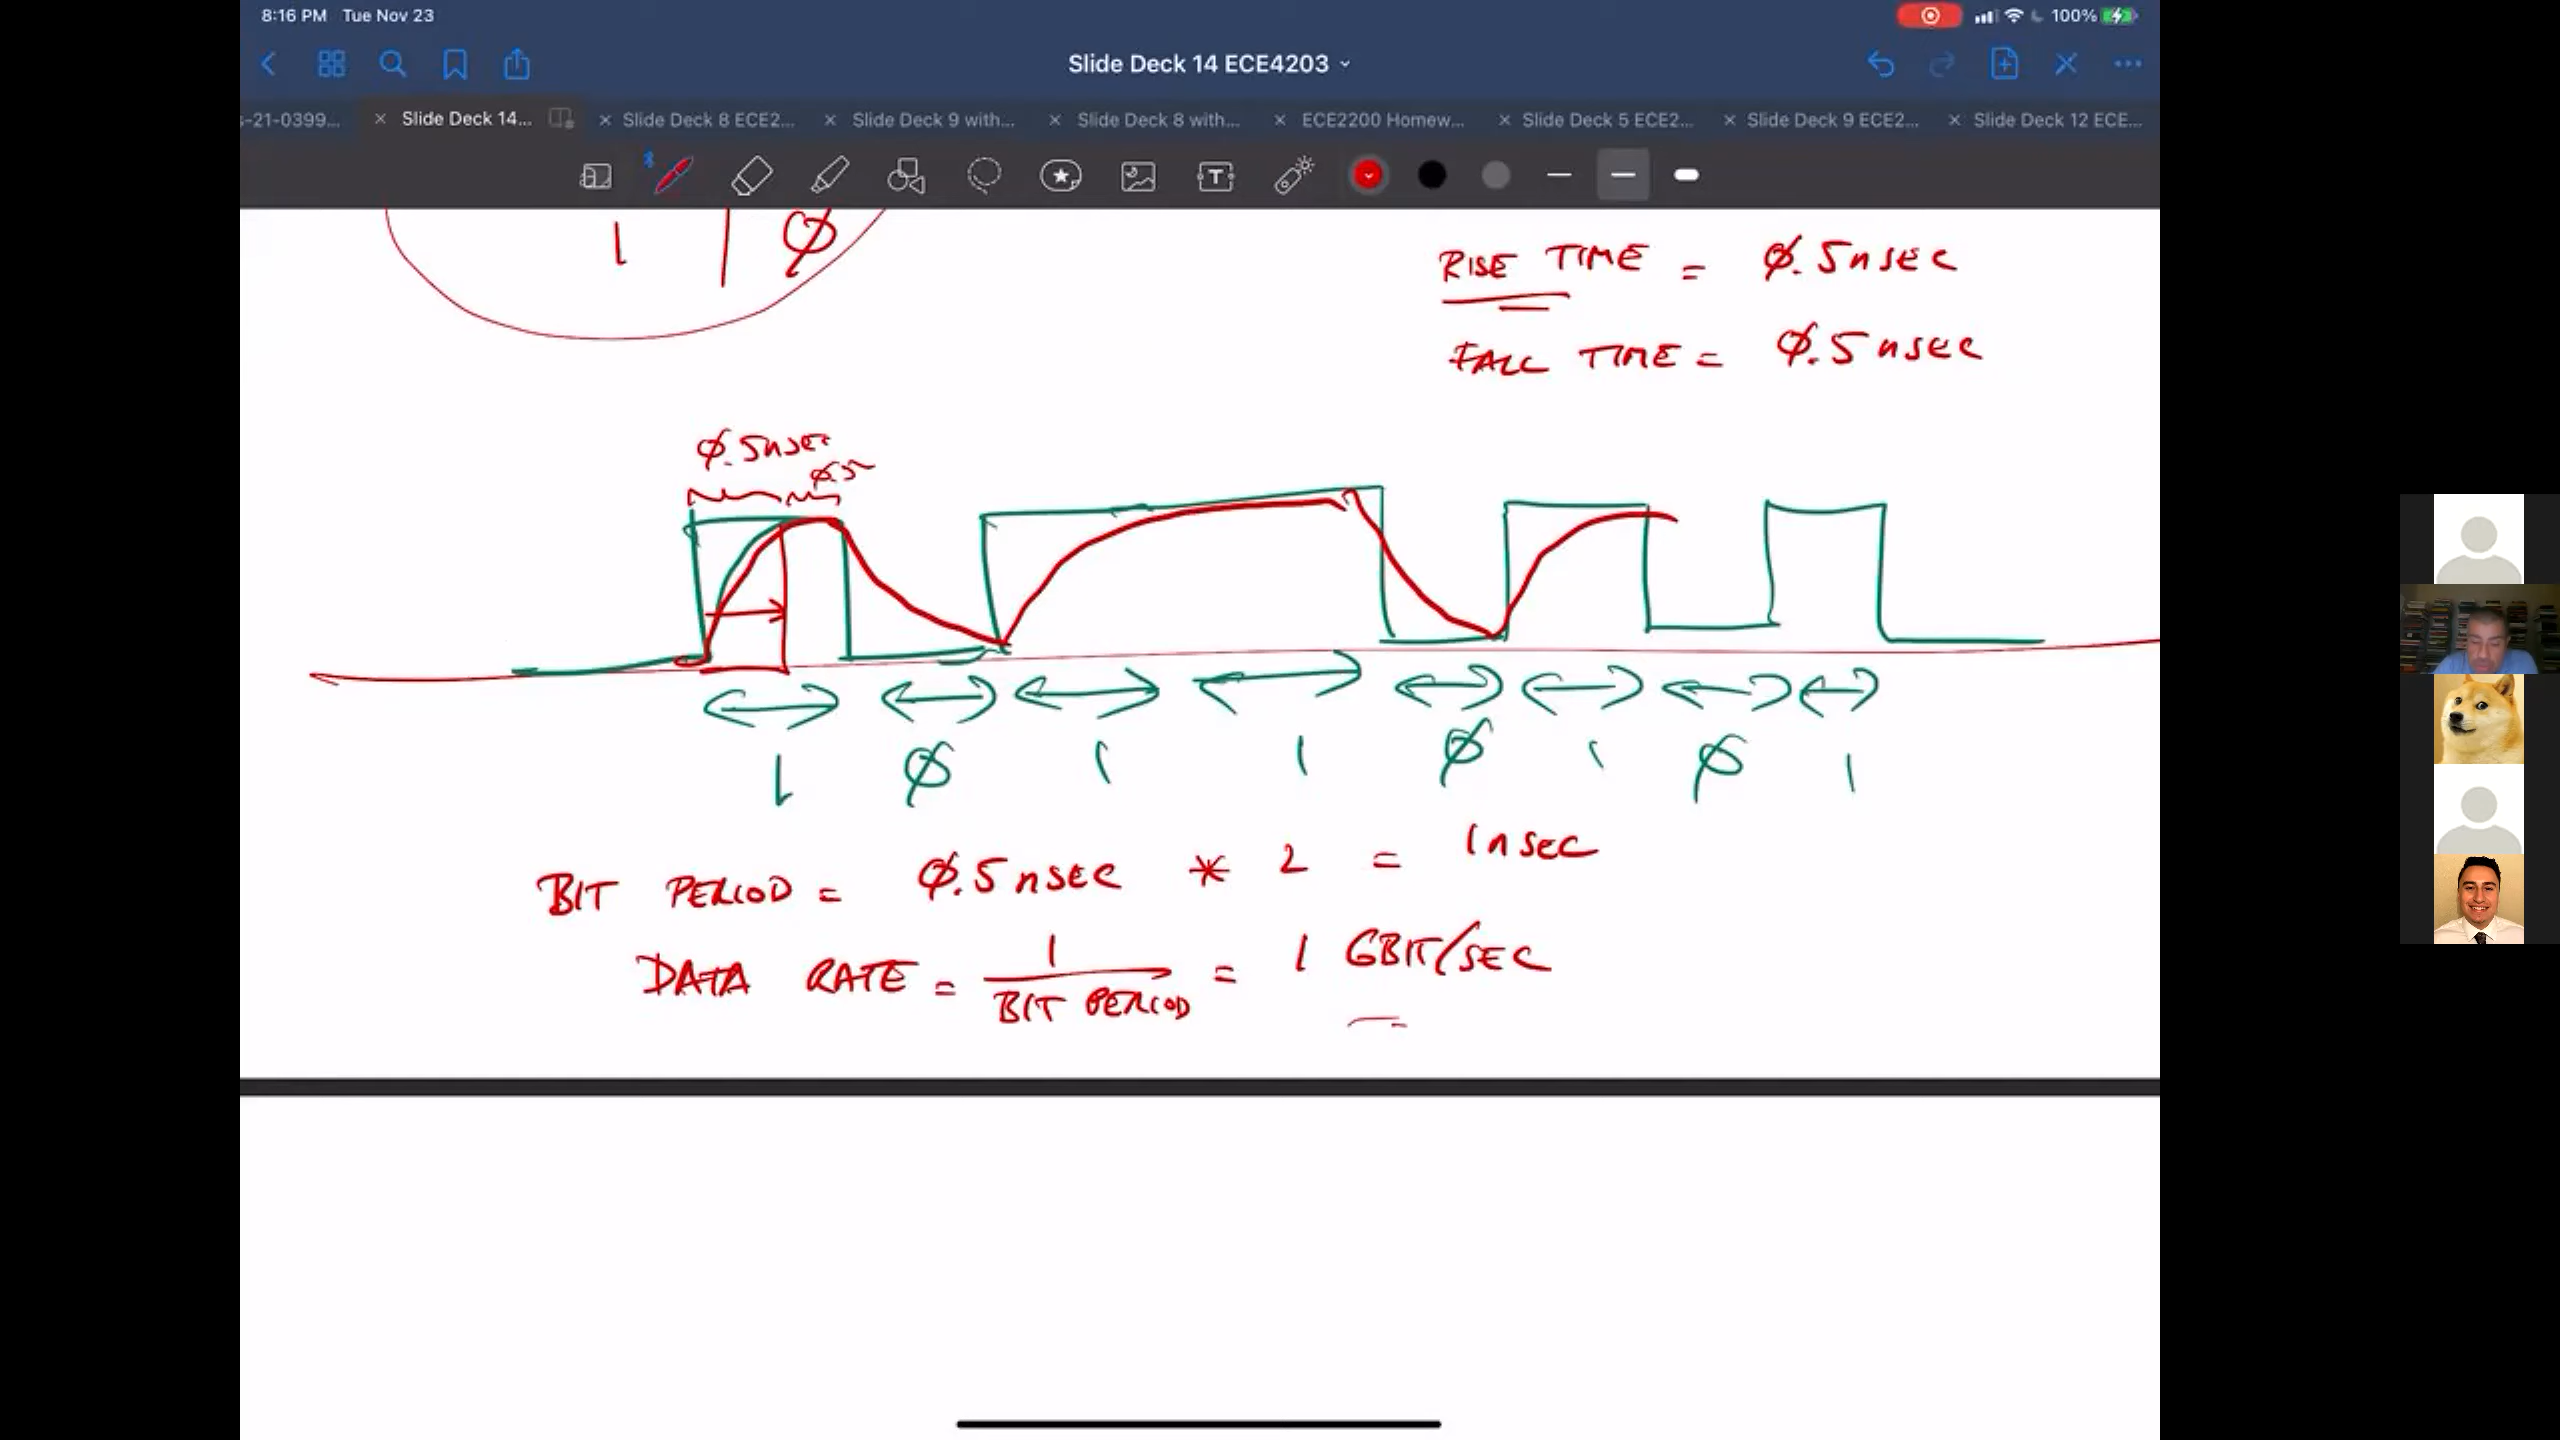 8:16 PM Tue Nov 23
100%
Slide Deck 14 ECE4203
s-21-0399...
Slide Deck 14...
Slide Deck 8 ECE2...
Slide Deck 9 with...
Slide Deck 8 with...
ECE2200 Homew...
Slide Deck 5 ECE2...
Slide Deck 9 ECE2...
Slide Deck 12 ECE...
T
1 | Ø
RISE TIME = Ø.5nSEC
FALL TIME = Ø.5nSEC
Ø.5nSEC
Ø.5
1 Ø 1 1 Ø 1 Ø 1
BIT PERIOD = Ø.5nSEC * 2 = 1nSEC
DATA RATE = 1 / BIT PERIOD = 1 GBIT/SEC